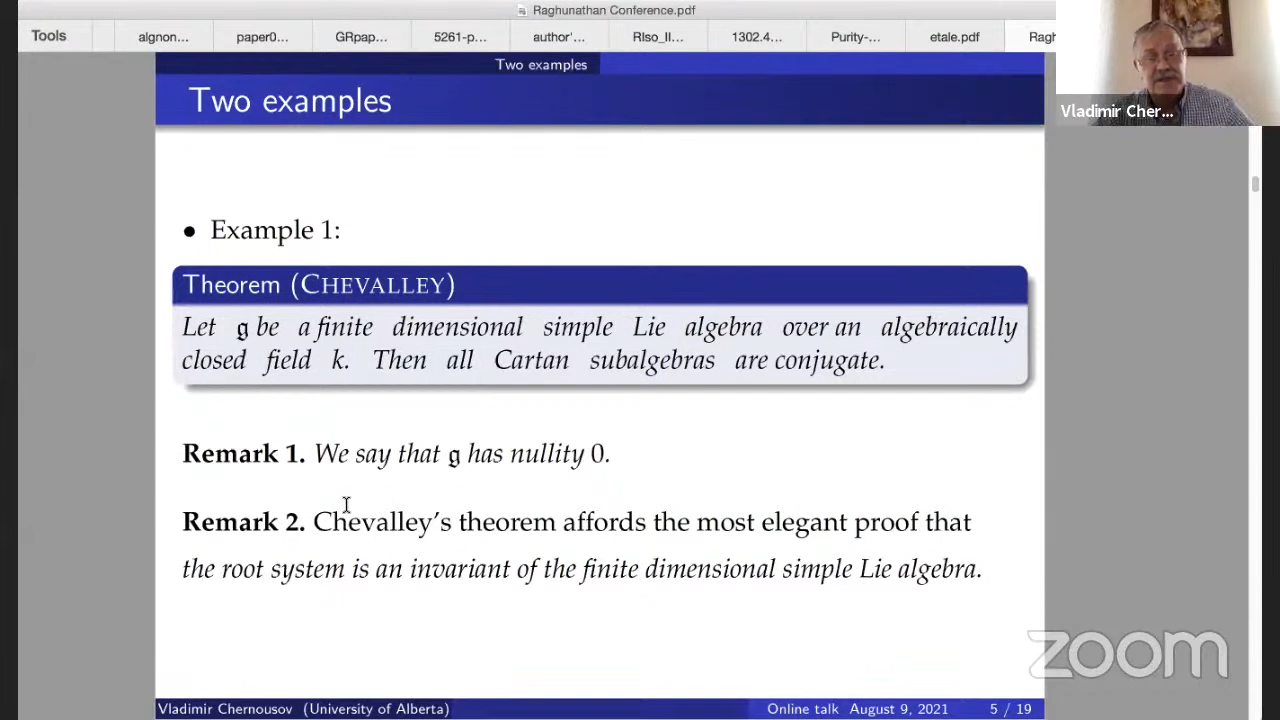 Raghunathan Conference.pdf
Tools algnon... paper0... GRpap... 5261-p... author'... RIso_II... 1302.4... Purity-... etale.pdf Ragh
Vladimir Cher...
Two examples
Two examples
• Example 1:
Theorem (CHEVALLEY)
Let 𝔤 be a finite dimensional simple Lie algebra over an algebraically
closed field k. Then all Cartan subalgebras are conjugate.
Remark 1. We say that 𝔤 has nullity 0.
Remark 2. Chevalley's theorem affords the most elegant proof that
the root system is an invariant of the finite dimensional simple Lie algebra.
zoom
Vladimir Chernousov (University of Alberta) Online talk August 9, 2021 5 / 19